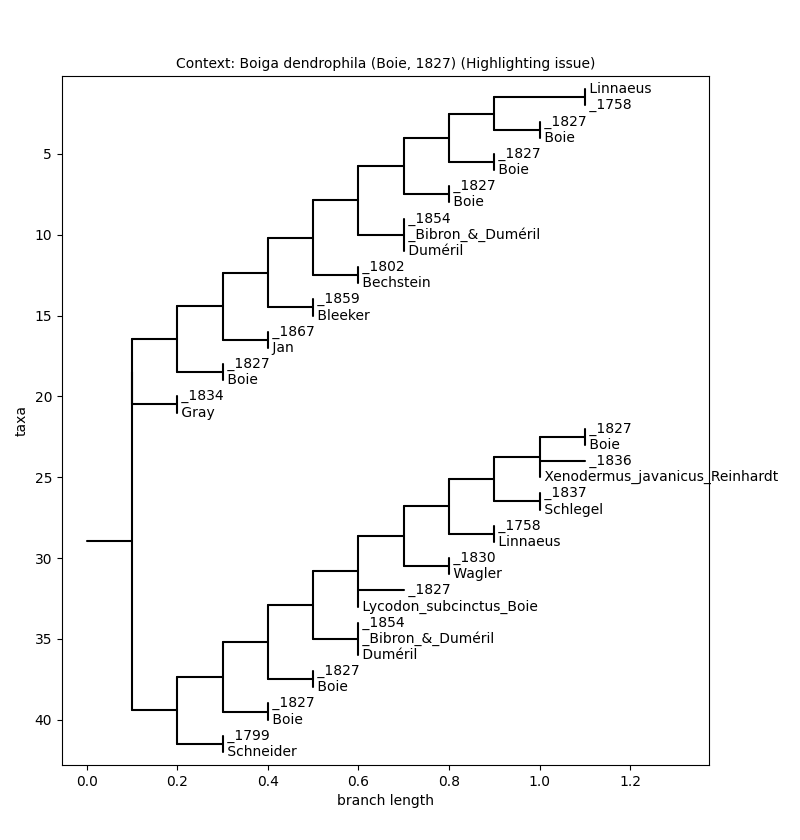 Context: Boiga dendrophila (Boie, 1827) (Highlighting issue)
Linnaeus
_1758
_1827
Boie
5
_1827
Boie
_1827
Boie
_1854
10
_Bibron_&_Duméril
Duméril
_1802
Bechstein
_1859
15
Bleeker
_1867
Jan
_1827
Boie
20
_1834
Gray
taxa
_1827
Boie
_1836
25
Xenodermus_javanicus_Reinhardt
_1837
Schlegel
_1758
Linnaeus
30
_1830
Wagler
_1827
Lycodon_subcinctus_Boie
_1854
35
_Bibron_&_Duméril
Duméril
_1827
Boie
_1827
40
Boie
_1799
Schneider
0.0 0.2 0.4 0.6 0.8 1.0 1.2
branch length